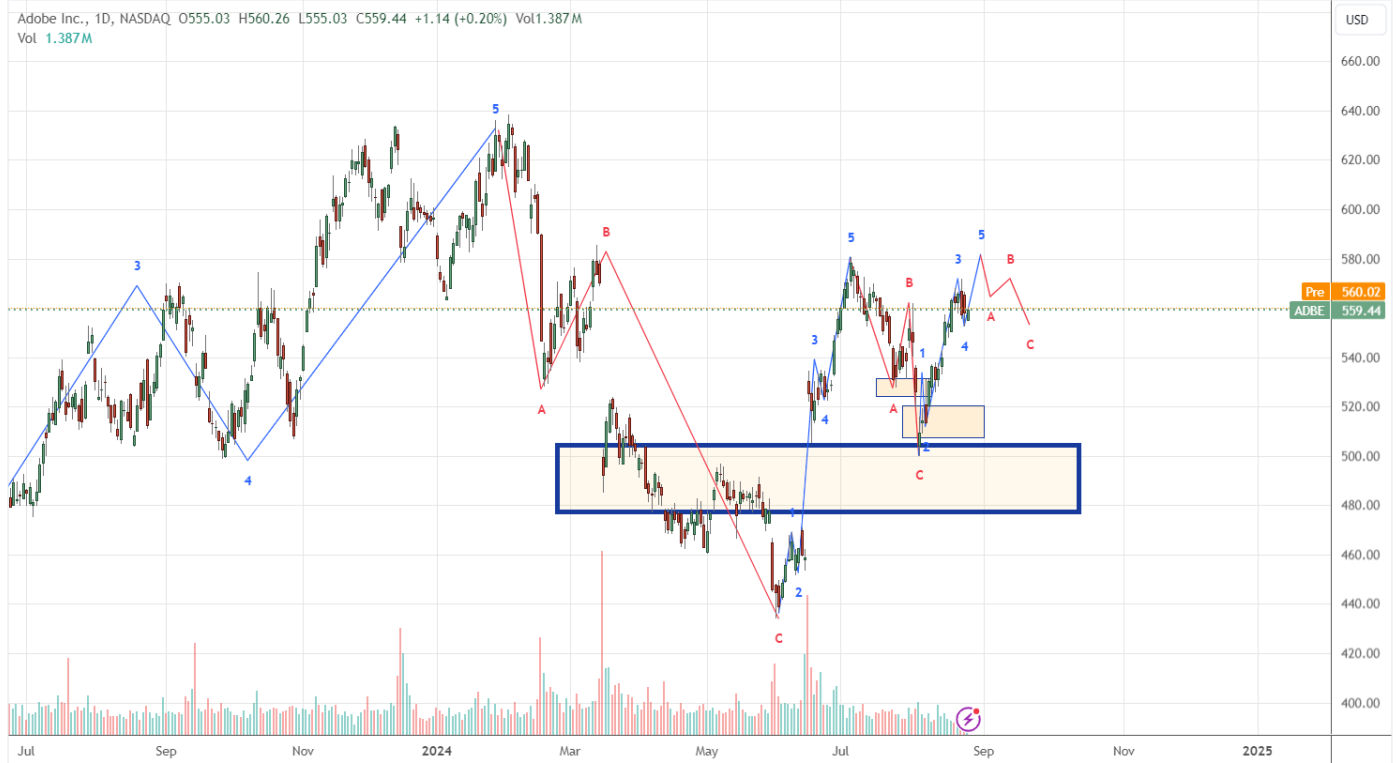 Adobe Inc., 1D, NASDAQ O555.03 H560.26 L555.03 C559.44 +1.14 (+0.20%) Vol1.387M
Vol 1.387M
USD
660.00
640.00
620.00
600.00
580.00
Pre 560.02
ADBE 559.44
540.00
520.00
500.00
480.00
460.00
440.00
420.00
400.00
3
4
5
A
B
C
1
2
3
4
5
A
B
C
1
2
3
4
5
A
B
C
Jul Sep Nov 2024 Mar May Jul Sep Nov 2025